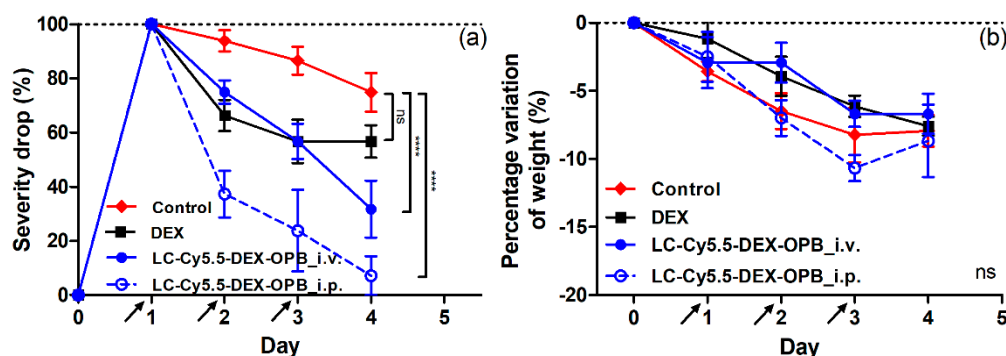 (a)
Severity drop (%)
100
80
60
40
20
0
ns
****
****
Control
DEX
LC-Cy5.5-DEX-OPB_i.v.
LC-Cy5.5-DEX-OPB_i.p.
0 1 2 3 4 5
Day
(b)
Percentage variation
of weight (%)
0
-5
-10
-15
-20
Control
DEX
LC-Cy5.5-DEX-OPB_i.v.
LC-Cy5.5-DEX-OPB_i.p.
ns
0 1 2 3 4 5
Day